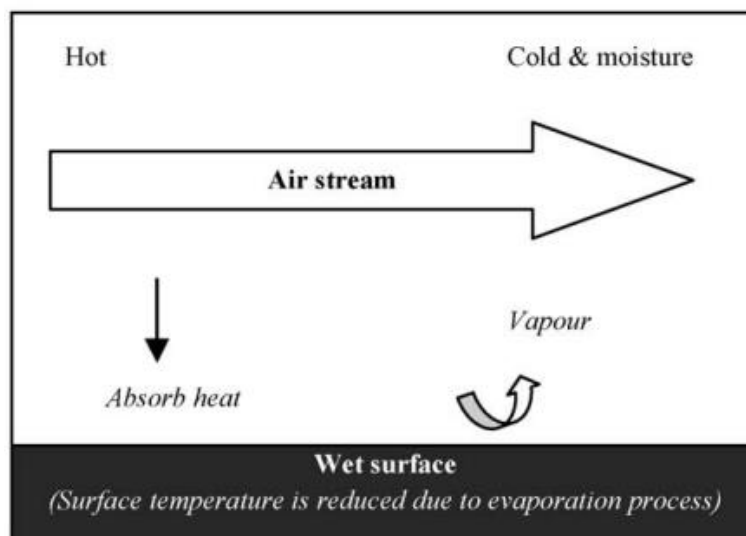 Hot
Cold & moisture
Air stream
Vapour
Absorb heat
Wet surface
(Surface temperature is reduced due to evaporation process)